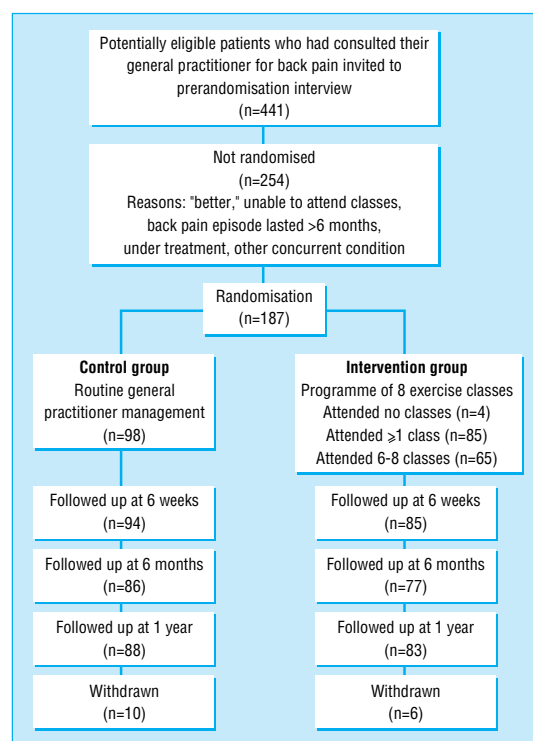 Potentially eligible patients who had consulted their
general practitioner for back pain invited to
prerandomisation interview
(n=441)
Not randomised
(n=254)
Reasons: "better," unable to attend classes,
back pain episode lasted >6 months,
under treatment, other concurrent condition
Randomisation
(n=187)
Control group
Routine general
practitioner management
(n=98)
Intervention group
Programme of 8 exercise classes
Attended no classes (n=4)
Attended ⩾1 class (n=85)
Attended 6-8 classes (n=65)
Followed up at 6 weeks
(n=94)
Followed up at 6 weeks
(n=85)
Followed up at 6 months
(n=86)
Followed up at 6 months
(n=77)
Followed up at 1 year
(n=88)
Followed up at 1 year
(n=83)
Withdrawn
(n=10)
Withdrawn
(n=6)